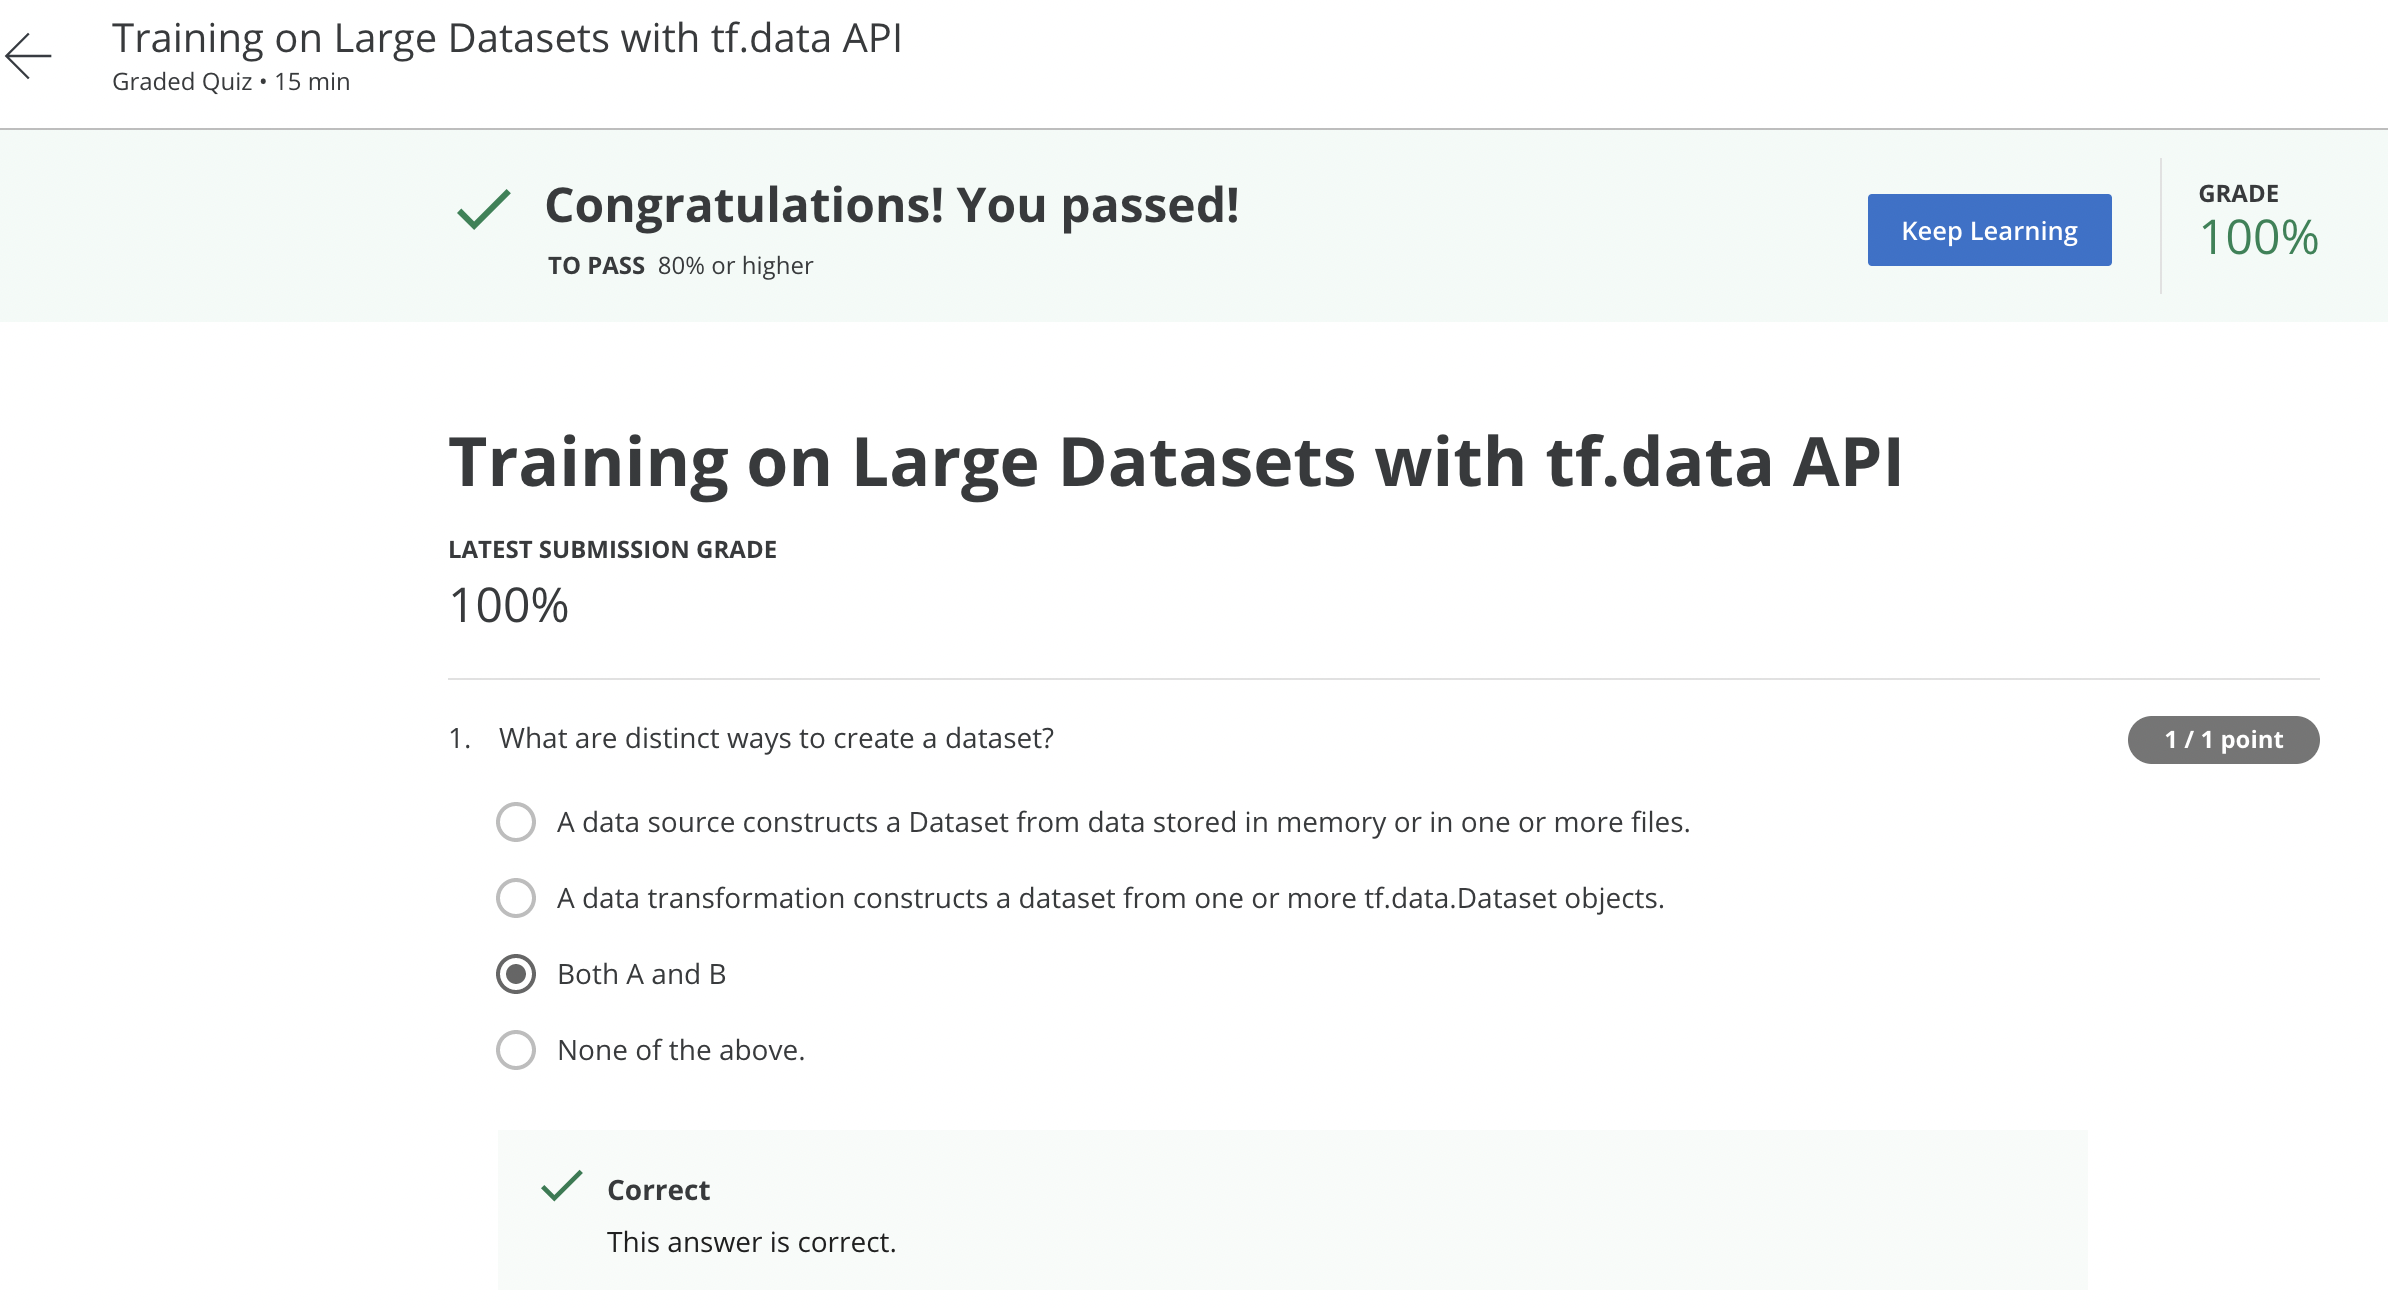 Training on Large Datasets with tf.data API
Graded Quiz • 15 min
Congratulations! You passed!
TO PASS 80% or higher
Keep Learning
GRADE
100%
Training on Large Datasets with tf.data API
LATEST SUBMISSION GRADE
100%
1. What are distinct ways to create a dataset?
1 / 1 point
A data source constructs a Dataset from data stored in memory or in one or more files.
A data transformation constructs a dataset from one or more tf.data.Dataset objects.
Both A and B
None of the above.
Correct
This answer is correct.